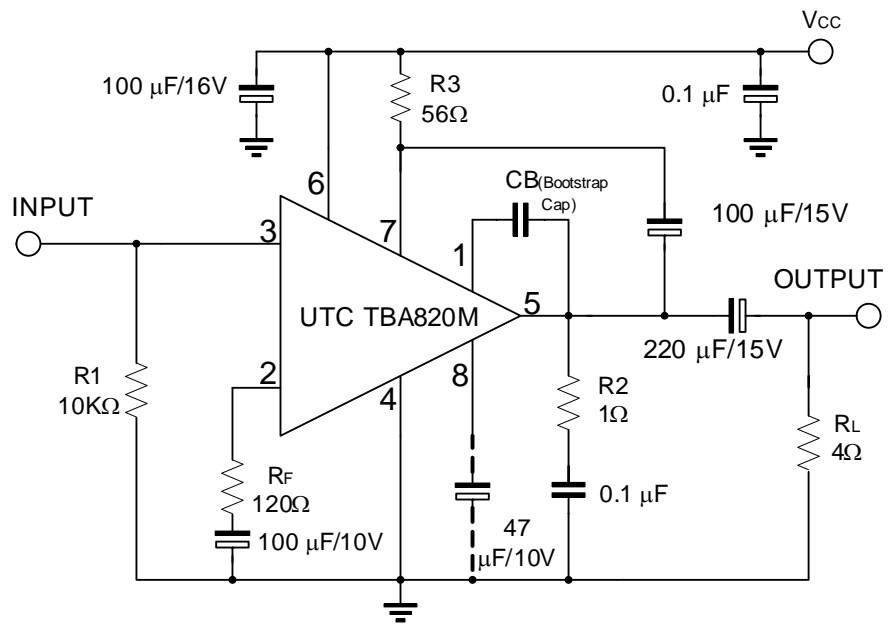 VCC
100 μF/16V
R3
56Ω
0.1 μF
6
7
CB(Bootstrap
Cap)
100 μF/15V
INPUT
3
1
OUTPUT
UTC TBA820M
5
220 μF/15V
2
4
8
R1
10KΩ
R2
1Ω
RL
4Ω
RF
120Ω
0.1 μF
100 μF/10V
47
μF/10V